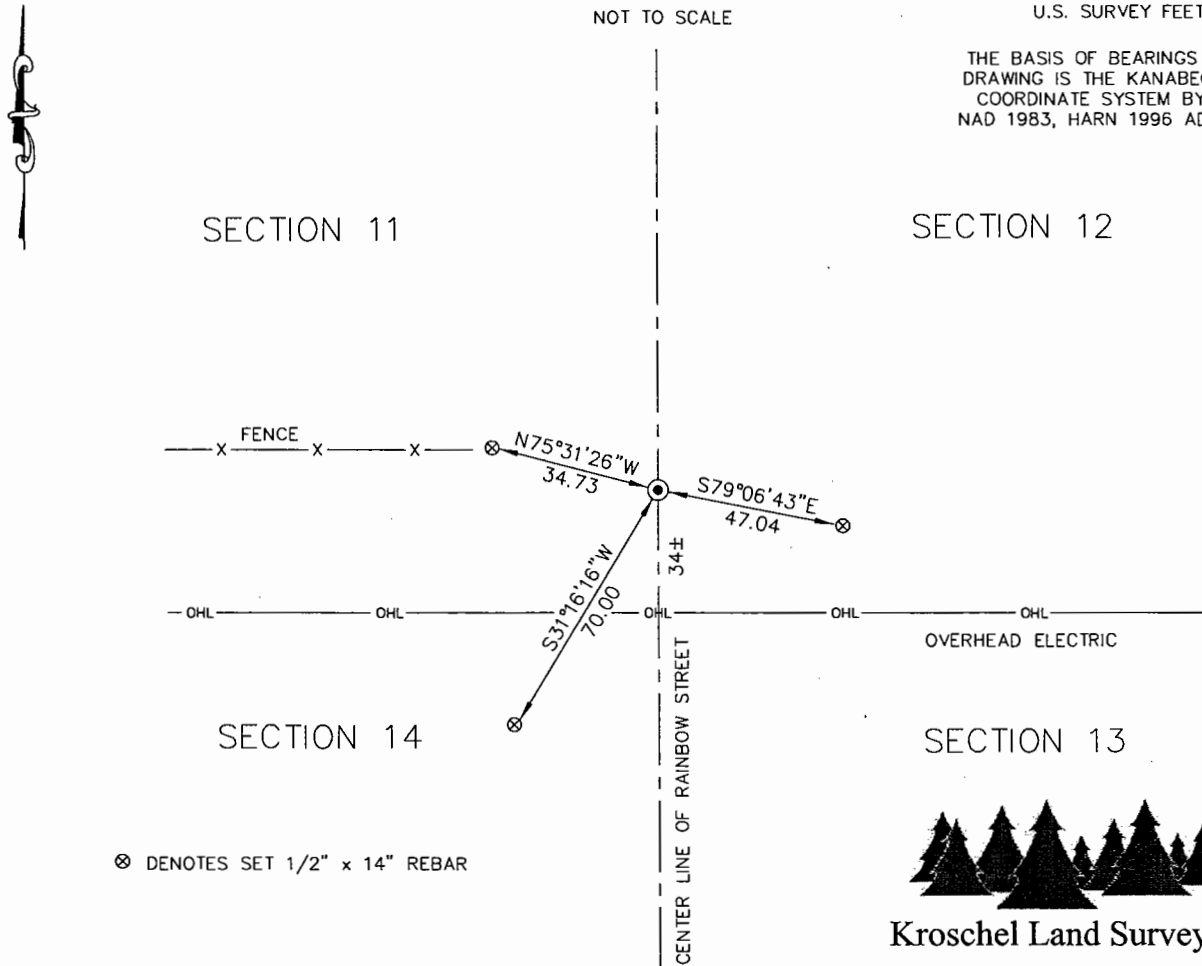 NOT TO SCALE
U.S. SURVEY FEET
THE BASIS OF BEARINGS
DRAWING IS THE KANABEC
COORDINATE SYSTEM BY
NAD 1983, HARN 1996 AD
SECTION 11
SECTION 12
X FENCE X X
N75°31'26"W
34.73
S79°06'43"E
47.04
34±
S31°16'16"W
70.00
OHL OHL OHL OHL OHL
OVERHEAD ELECTRIC
CENTER LINE OF RAINBOW STREET
SECTION 14
SECTION 13
⊗ DENOTES SET 1/2" x 14" REBAR
Kroschel Land Survey